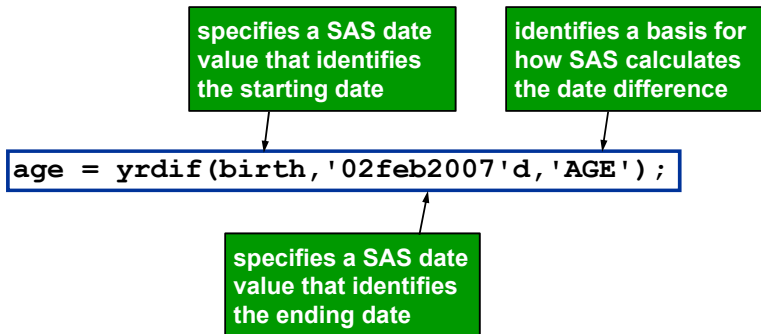 specifies a SAS date
value that identifies
the starting date
identifies a basis for
how SAS calculates
the date difference
age = yrdif(birth,'02feb2007'd,'AGE');
specifies a SAS date
value that identifies
the ending date